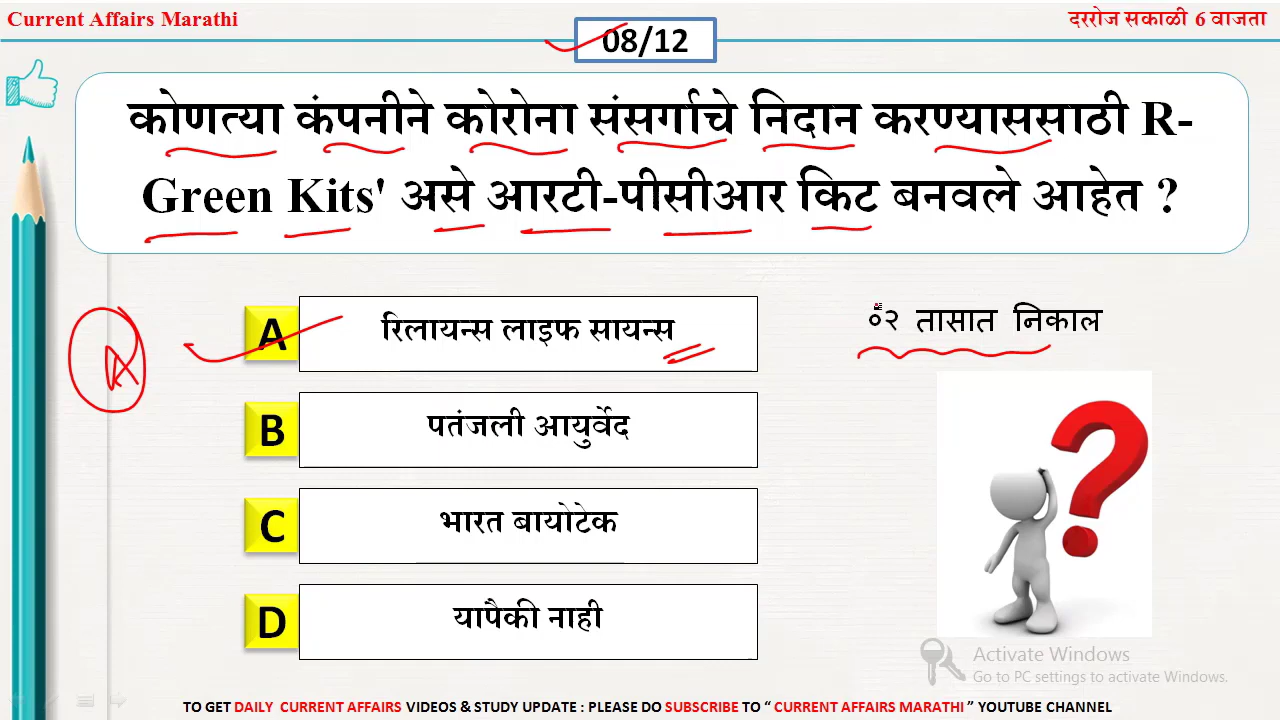 Current Affairs Marathi
दररोज सकाळी 6 वाजता
08/12
कोणत्या कंपनीने कोरोना संसर्गाचे निदान करण्याससाठी R-
Green Kits' असे आरटी-पीसीआर किट बनवले आहेत ?
A रिलायन्स लाइफ सायन्स
०२ तासात निकाल
A
B पतंजली आयुर्वेद
C भारत बायोटेक
D यापैकी नाही
Activate Windows
Go to PC settings to activate Windows.
TO GET DAILY CURRENT AFFAIRS VIDEOS & STUDY UPDATE : PLEASE DO SUBSCRIBE TO “ CURRENT AFFAIRS MARATHI ” YOUTUBE CHANNEL